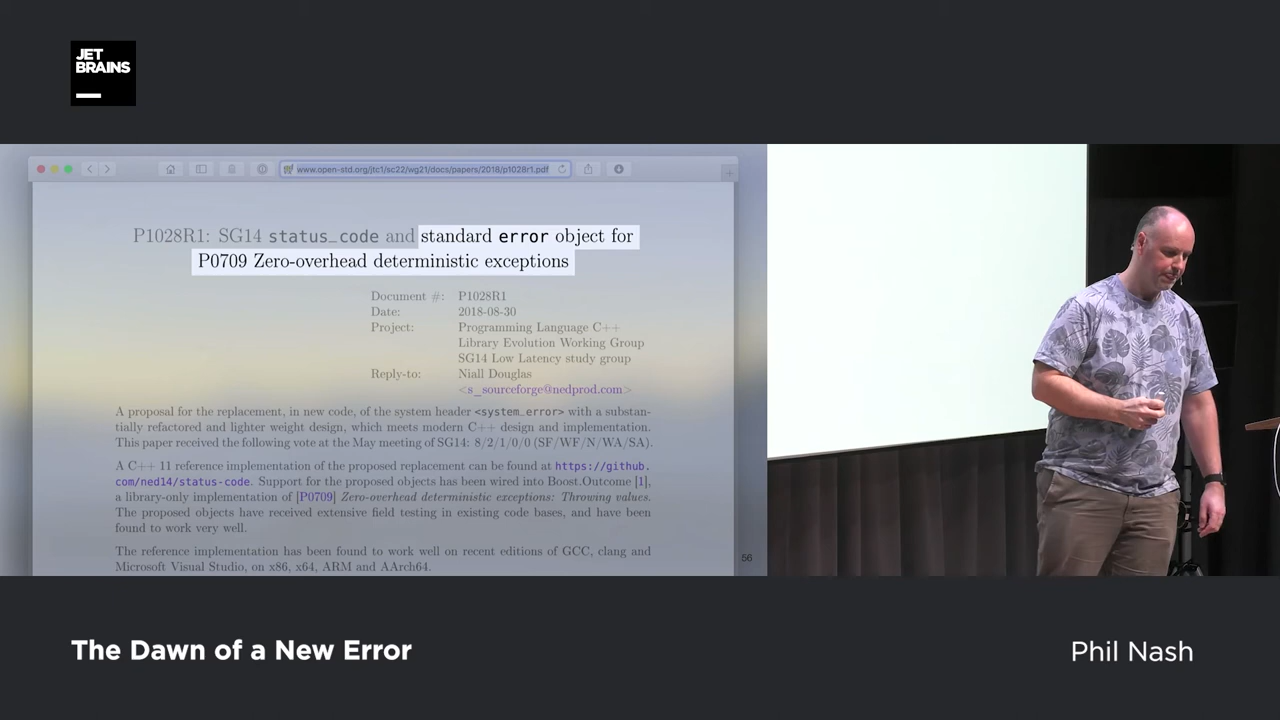 JET
BRAINS
www.open-std.org/jtc1/sc22/wg21/docs/papers/2018/p1028r1.pdf
P1028R1: SG14 status_code and standard error object for
P0709 Zero-overhead deterministic exceptions
Document #: P1028R1
Date: 2018-08-30
Project: Programming Language C++
Library Evolution Working Group
SG14 Low Latency study group
Reply-to: Niall Douglas
<s_sourceforge@nedprod.com>
A proposal for the replacement, in new code, of the system header <system_error> with a substan-
tially refactored and lighter weight design, which meets modern C++ design and implementation.
This paper received the following vote at the May meeting of SG14: 8/2/1/0/0 (SF/WF/N/WA/SA).
A C++ 11 reference implementation of the proposed replacement can be found at https://github.
com/ned14/status-code. Support for the proposed objects has been wired into Boost.Outcome [1],
a library-only implementation of [P0709] Zero-overhead deterministic exceptions: Throwing values.
The proposed objects have received extensive field testing in existing code bases, and have been
found to work very well.
The reference implementation has been found to work well on recent editions of GCC, clang and
Microsoft Visual Studio, on x86, x64, ARM and AArch64.
56
The Dawn of a New Error
Phil Nash